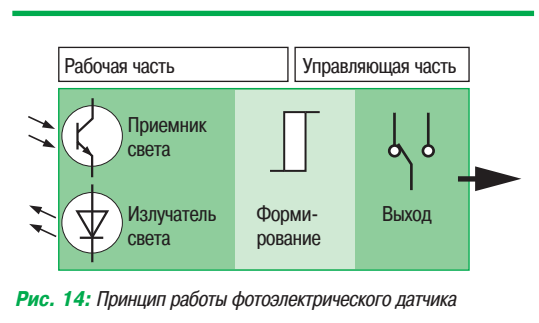 Рабочая часть
Управляющая часть
Приемник
света
Излучатель
света
Форми-
рование
Выход
Рис. 14: Принцип работы фотоэлектрического датчика